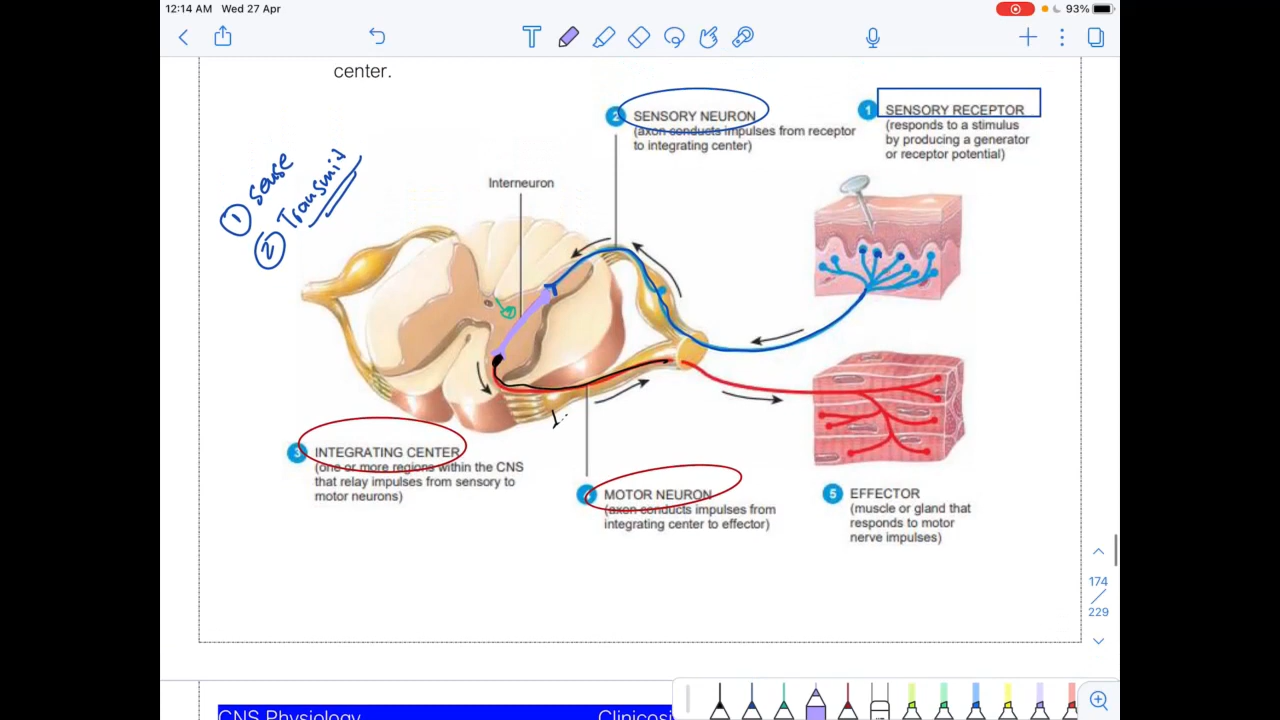 12:14 AM Wed 27 Apr
93%
T
center.
2 SENSORY NEURON
(axon conducts impulses from receptor
to integrating center)
1 SENSORY RECEPTOR
(responds to a stimulus
by producing a generator
or receptor potential)
① Sense
② Transmit
Interneuron
3 INTEGRATING CENTER
(one or more regions within the CNS
that relay impulses from sensory to
motor neurons)
MOTOR NEURON
(axon conducts impulses from
integrating center to effector)
5 EFFECTOR
(muscle or gland that
responds to motor
nerve impulses)
174
229
CNS Physiology